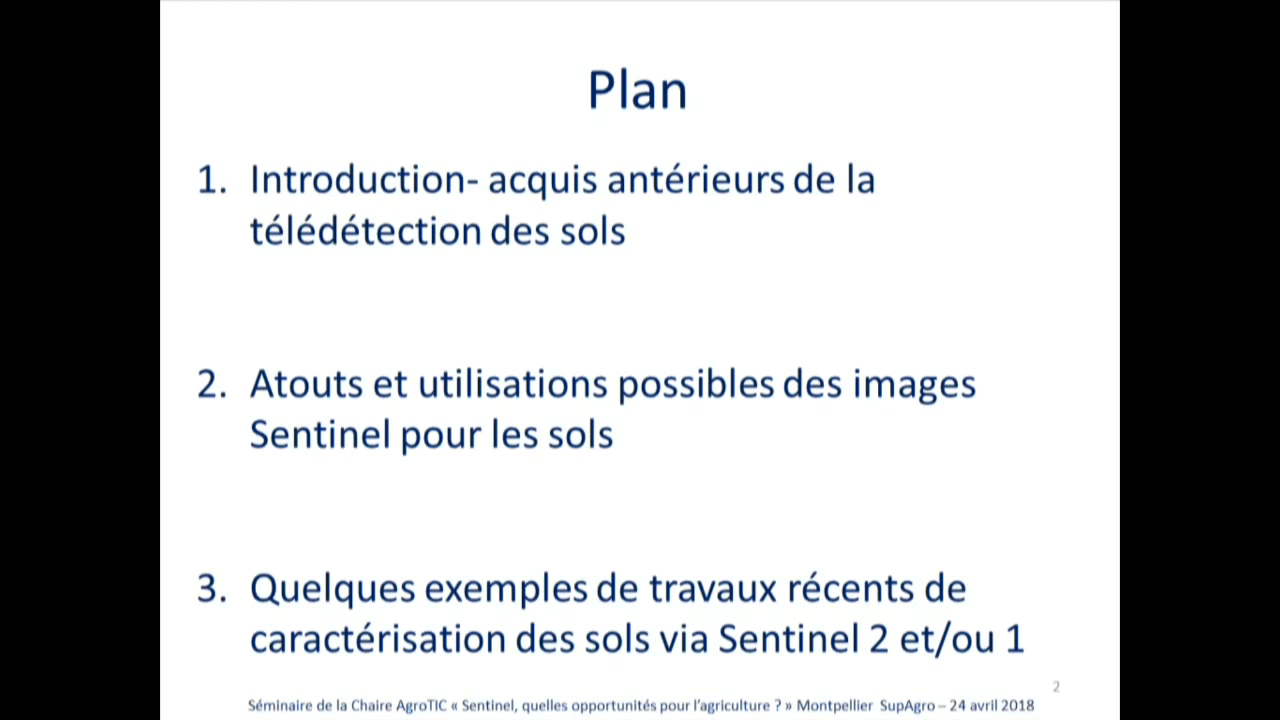 Plan
1. Introduction- acquis antérieurs de la
télédétection des sols
2. Atouts et utilisations possibles des images
Sentinel pour les sols
3. Quelques exemples de travaux récents de
caractérisation des sols via Sentinel 2 et/ou 1
2
Séminaire de la Chaire AgroTIC « Sentinel, quelles opportunités pour l'agriculture ? » Montpellier SupAgro – 24 avril 2018